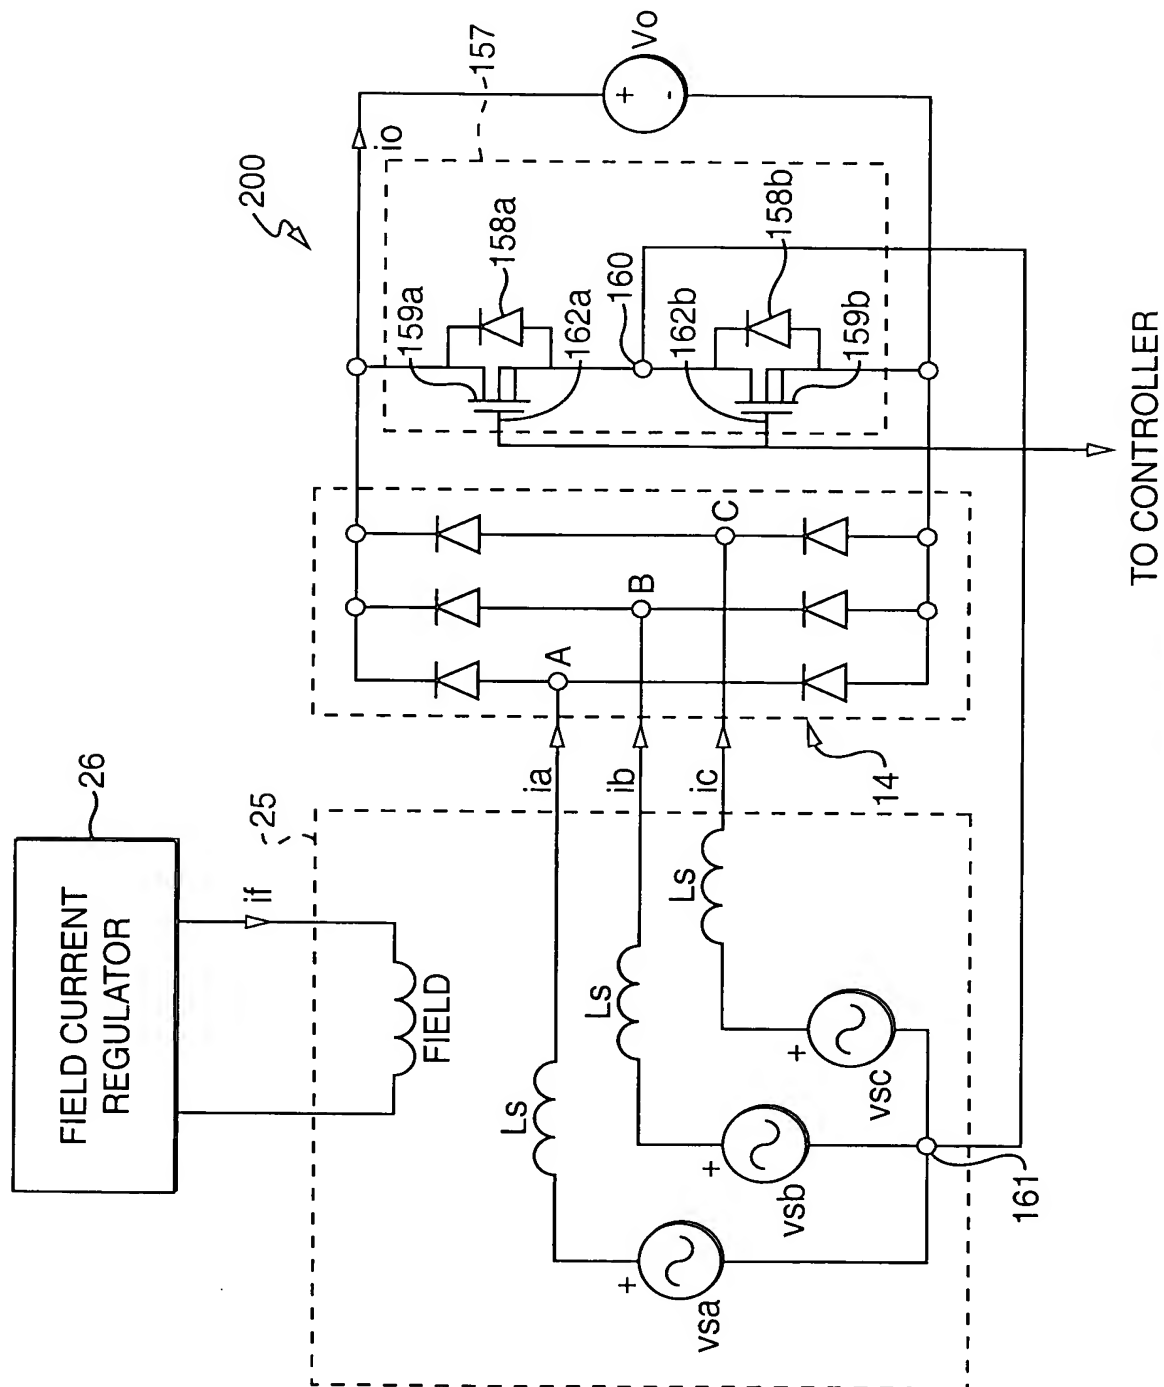 200
157
io
Vo
+
-
159a
158a
162a
160
162b
158b
159b
TO CONTROLLER
A
B
C
14
26
FIELD CURRENT
REGULATOR
if
25
FIELD
ia
ib
ic
Ls
Ls
Ls
+
vsa
+
vsb
+
vsc
161